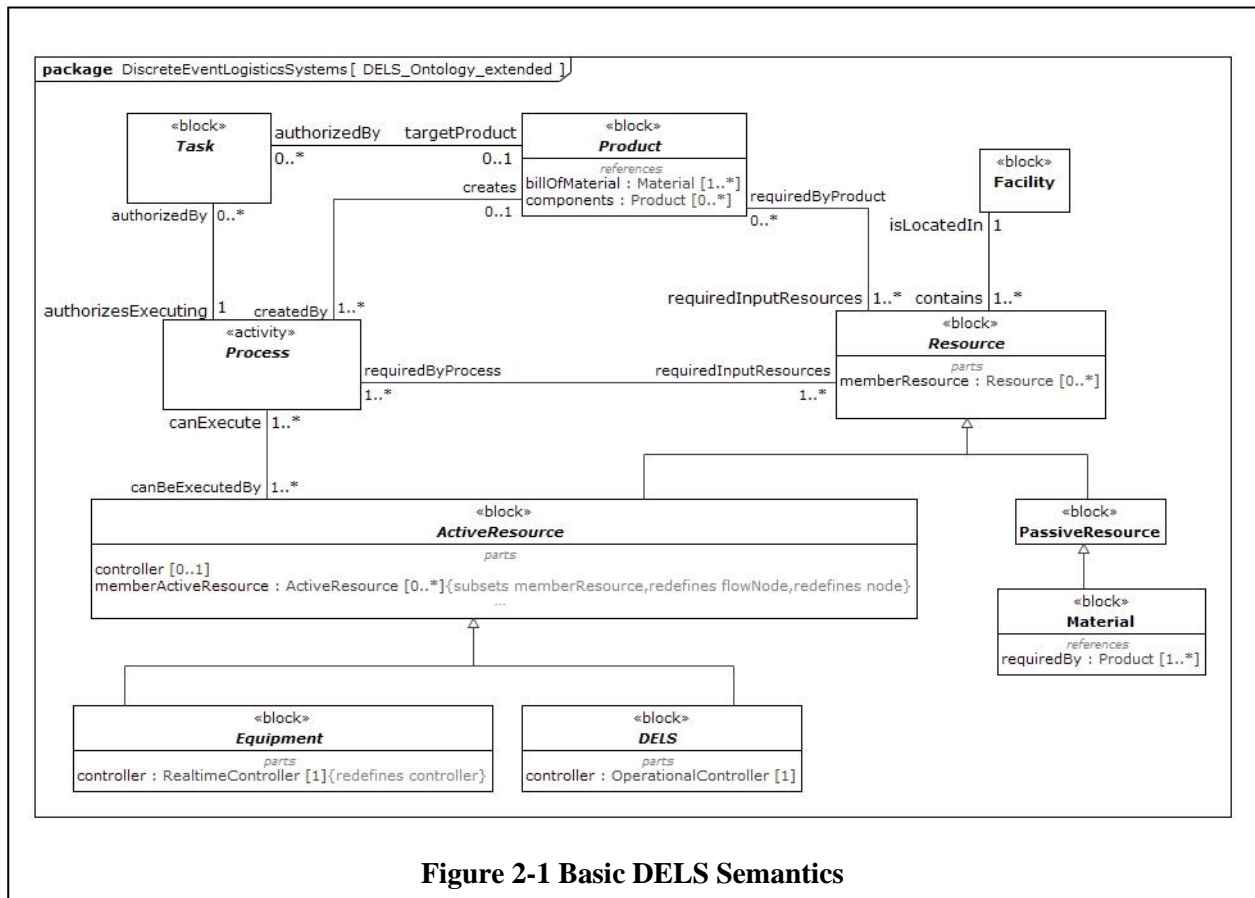 package DiscreteEventLogisticsSystems[ DELS_Ontology_extended ]
«block»
Task
authorizedBy
0..*
targetProduct
0..1
«block»
Product
references
billOfMaterial : Material [1..*]
components : Product [0..*]
creates
0..1
requiredByProduct
0..*
«block»
Facility
isLocatedIn 1
authorizedBy 0..*
authorizesExecuting 1
createdBy 1..*
requiredInputResources 1..*
contains 1..*
«activity»
Process
requiredByProcess
1..*
requiredInputResources
1..*
«block»
Resource
parts
memberResource : Resource [0..*]
canExecute 1..*
canBeExecutedBy 1..*
«block»
ActiveResource
parts
controller [0..1]
memberActiveResource : ActiveResource [0..*]{subsets memberResource,redefines flowNode,redefines node}
...
«block»
PassiveResource
«block»
Material
references
requiredBy : Product [1..*]
«block»
Equipment
parts
controller : RealtimeController [1]{redefines controller}
«block»
DELS
parts
controller : OperationalController [1]
Figure 2-1 Basic DELS Semantics